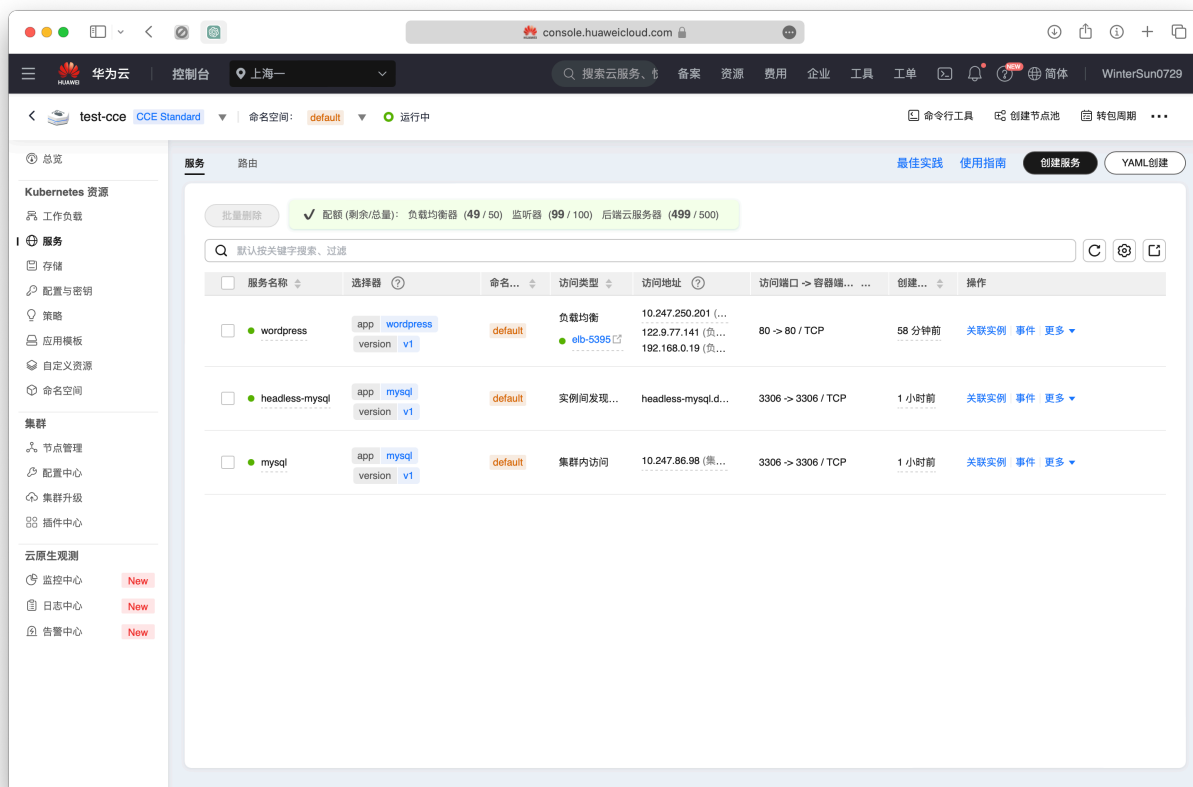 console.huaweicloud.com
HUAWEI 华为云 控制台 上海一 搜索云服务、 备案 资源 费用 企业 工具 工单 NEW 简体 WinterSun0729
test-cce CCE Standard 命名空间: default 运行中 命令行工具 创建节点池 转包周期
总览
Kubernetes 资源
工作负载
服务
存储
配置与密钥
策略
应用模板
自定义资源
命名空间
集群
节点管理
配置中心
集群升级
插件中心
云原生观测
监控中心 New
日志中心 New
告警中心 New
服务 路由 最佳实践 使用指南 创建服务 YAML创建
批量删除 配额 (剩余/总量): 负载均衡器 (49 / 50) 监听器 (99 / 100) 后端云服务器 (499 / 500)
默认按关键字搜索、过滤
服务名称 选择器 命名... 访问类型 访问地址 访问端口 -> 容器端... ... 创建... 操作
wordpress app wordpress version v1 default 负载均衡 elb-5395 10.247.250.201 (... 122.9.77.141 (负... 192.168.0.19 (负... 80 -> 80 / TCP 58 分钟前 关联实例 事件 更多
headless-mysql app mysql version v1 default 实例间发现... headless-mysql.d... 3306 -> 3306 / TCP 1 小时前 关联实例 事件 更多
mysql app mysql version v1 default 集群内访问 10.247.86.98 (集... 3306 -> 3306 / TCP 1 小时前 关联实例 事件 更多